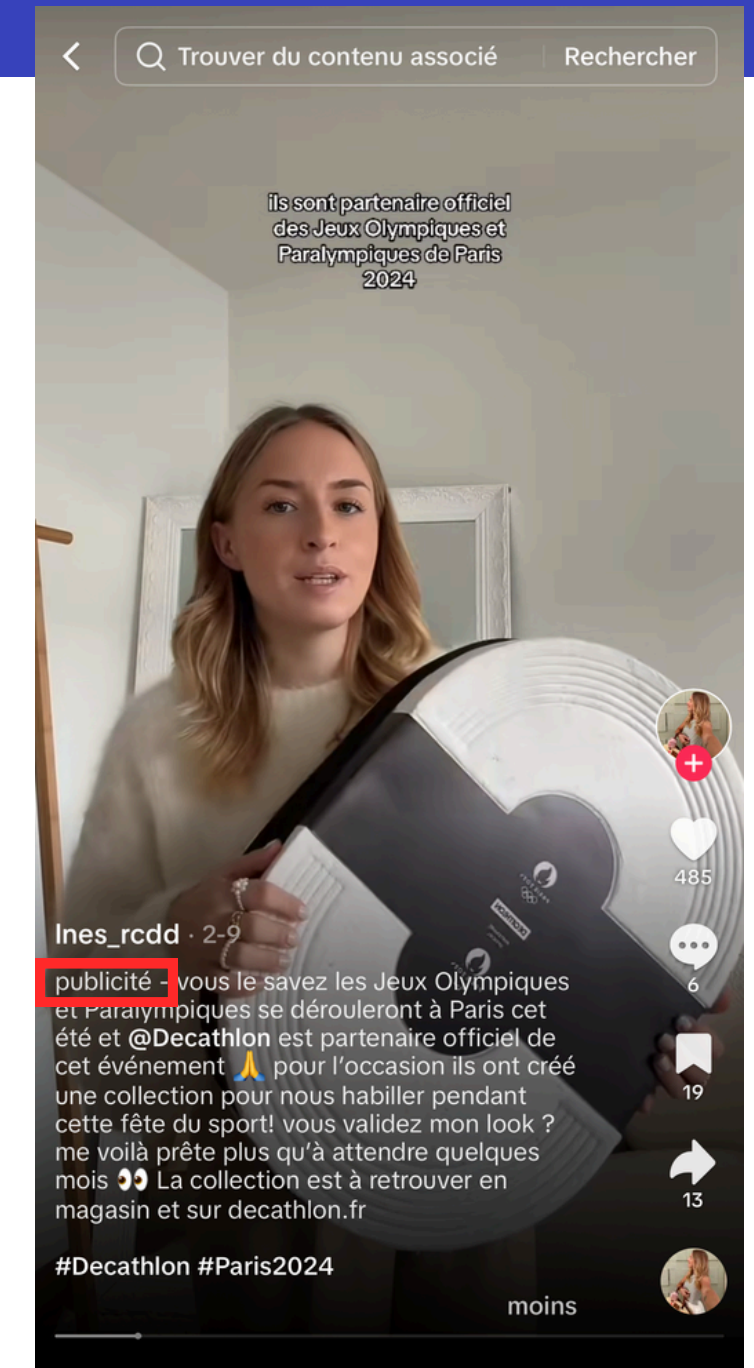 Trouver du contenu associé
Rechercher
ils sont partenaire officiel
des Jeux Olympiques et
Paralympiques de Paris
2024
DECATHLON
485
6
19
13
Ines_rcdd · 2-9
publicité - vous le savez les Jeux Olympiques
et Paralympiques se dérouleront à Paris cet
été et @Decathlon est partenaire officiel de
cet événement 🙏 pour l’occasion ils ont créé
une collection pour nous habiller pendant
cette fête du sport! vous validez mon look ?
me voilà prête plus qu’à attendre quelques
mois 👀 La collection est à retrouver en
magasin et sur decathlon.fr
#Decathlon #Paris2024
moins